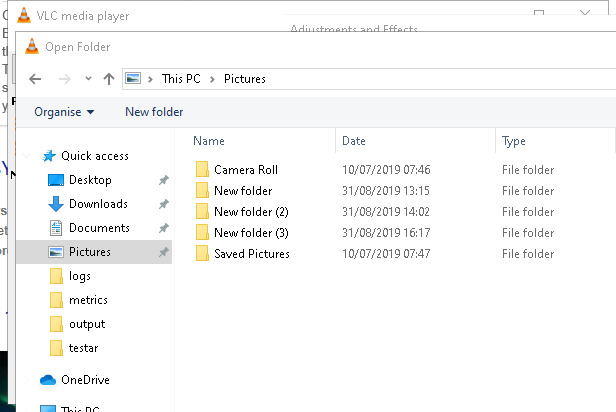 VLC media player
Adjustments and Effects
Open Folder
This PC > Pictures
Organise New folder
Name Date Type
Quick access
Desktop
Downloads
Documents
Pictures
logs
metrics
output
testar
OneDrive
This PC
Camera Roll 10/07/2019 07:46 File folder
New folder 31/08/2019 13:15 File folder
New folder (2) 31/08/2019 14:02 File folder
New folder (3) 31/08/2019 16:17 File folder
Saved Pictures 10/07/2019 07:47 File folder